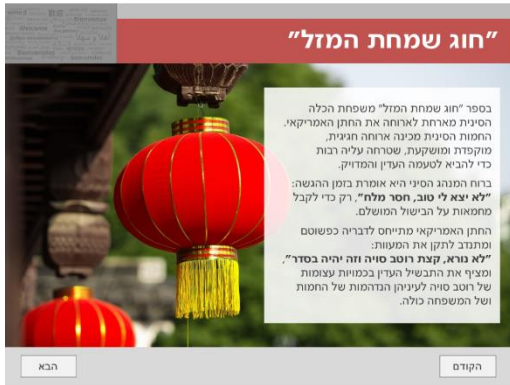 Welcome
"חוג שמחת המזל"
בספר "חוג שמחת המזל" משפחת הכלה
הסינית מארחת לארוחה את החתן האמריקאי.
החמות הסינית מכינה ארוחה חגיגית,
מוקפדת ומושקעת, שטרחה עליה רבות
כדי להביא לטעמה העדין והמדויק.
ברוח המנהג הסיני היא אומרת בזמן ההגשה:
"לא יצא לי טוב, חסר מלח", רק כדי לקבל
מחמאות על הבישול המושלם.
החתן האמריקאי מתייחס לדבריה כפשוטם
ומתנדב לתקן את המעוות:
"לא נורא, קצת רוטב סויה וזה יהיה בסדר",
ומציף את התבשיל העדין בכמויות עצומות
של רוטב סויה לעיניהן הנדהמות של החמות
ושל המשפחה כולה.
הקודם
הבא